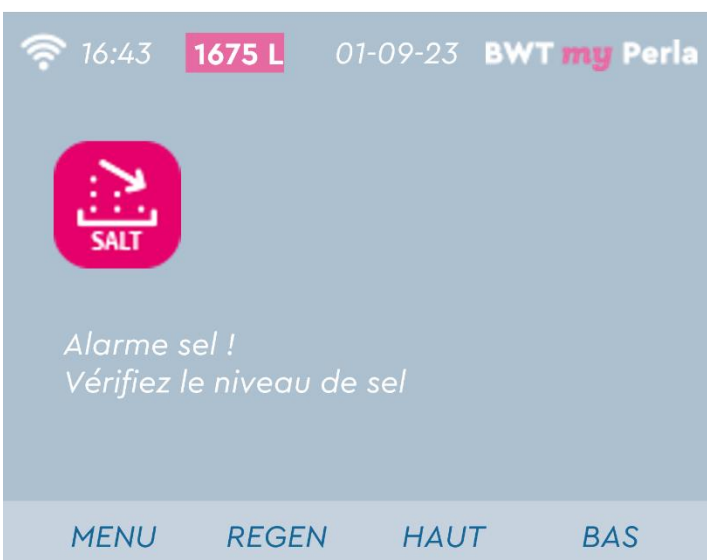 16:43 1675 L 01-09-23 BWT my Perla
SALT
Alarme sel !
Vérifiez le niveau de sel
MENU REGEN HAUT BAS